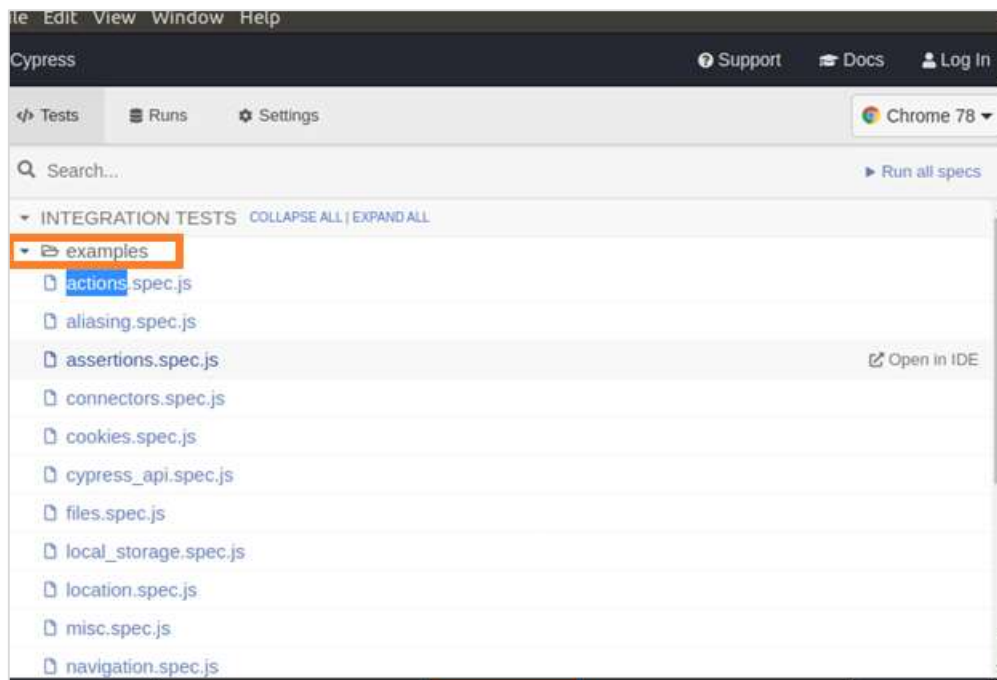 le Edit View Window Help
Cypress Support Docs Log In
</> Tests Runs Settings Chrome 78
Search... Run all specs
INTEGRATION TESTS COLLAPSE ALL | EXPAND ALL
examples
actions.spec.js
aliasing.spec.js
assertions.spec.js Open in IDE
connectors.spec.js
cookies.spec.js
cypress_api.spec.js
files.spec.js
local_storage.spec.js
location.spec.js
misc.spec.js
navigation.spec.js